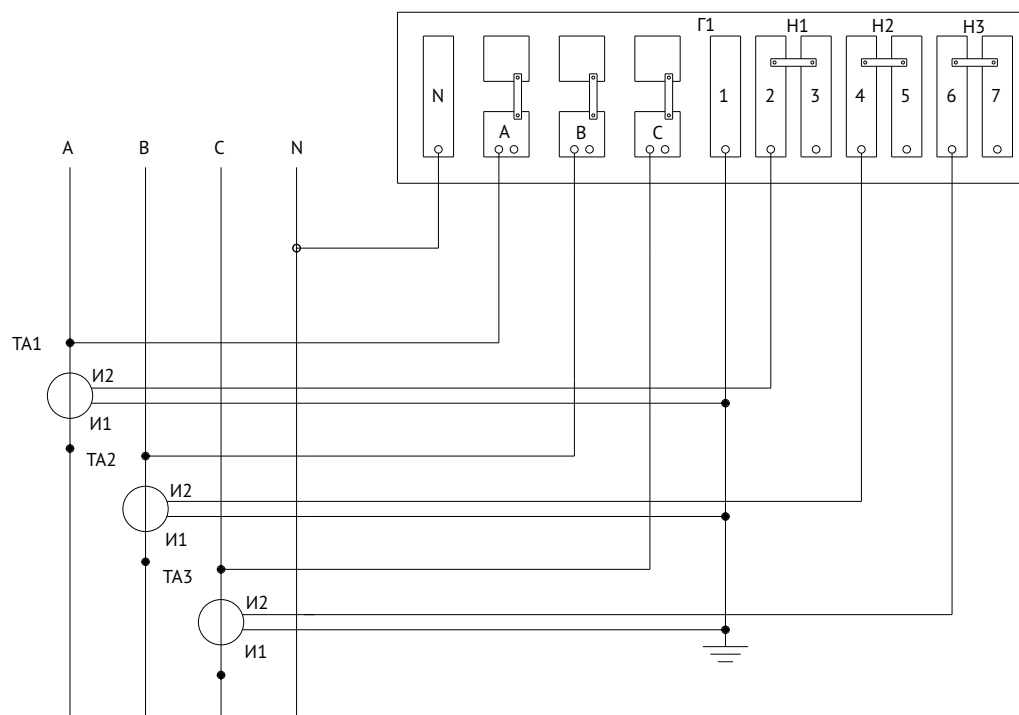 Г1 Н1 Н2 Н3
N А В С 1 2 3 4 5 6 7
А В С N
ТА1
И2
И1
ТА2
И2
И1
ТА3
И2
И1